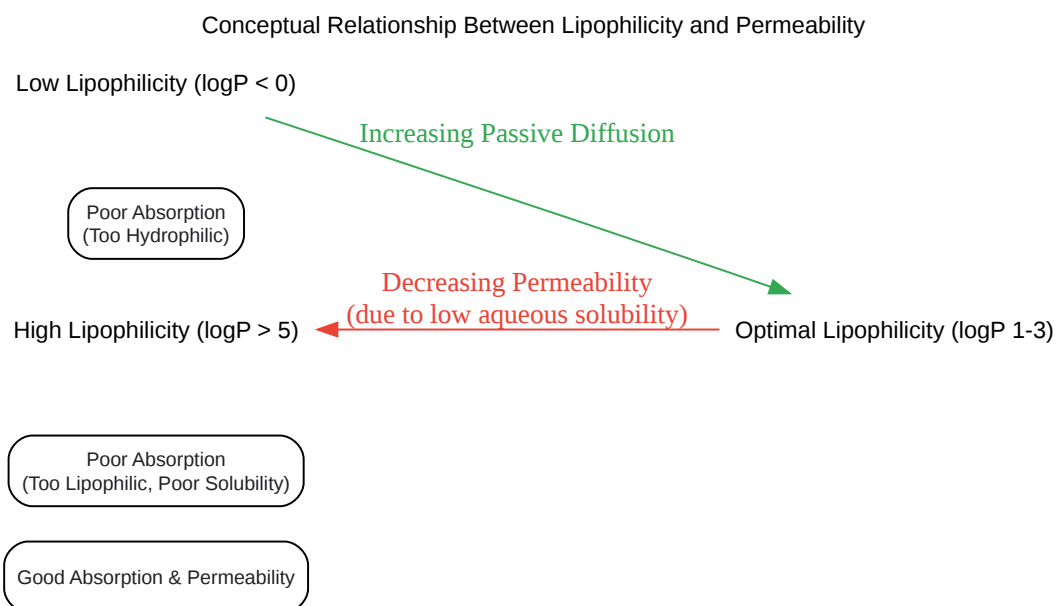 Conceptual Relationship Between Lipophilicity and Permeability
Low Lipophilicity (logP < 0)
Increasing Passive Diffusion
Poor Absorption
(Too Hydrophilic)
Decreasing Permeability
(due to low aqueous solubility)
High Lipophilicity (logP > 5)
Optimal Lipophilicity (logP 1-3)
Poor Absorption
(Too Lipophilic, Poor Solubility)
Good Absorption & Permeability